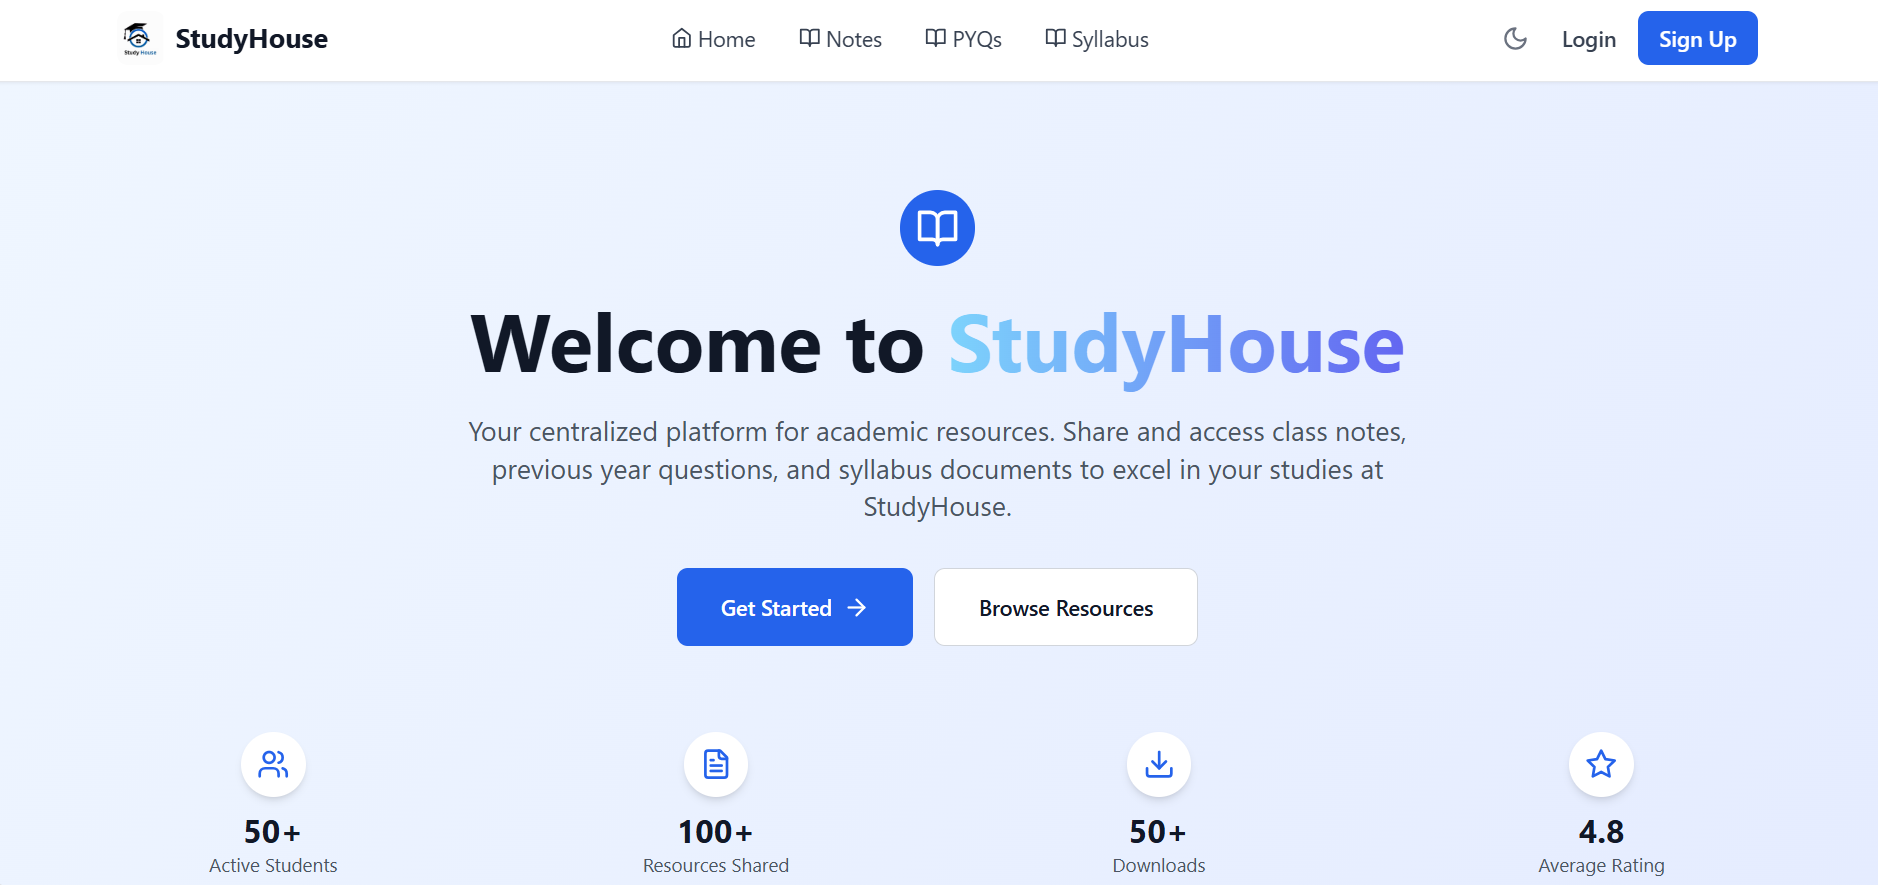 Study House
StudyHouse
Home
Notes
PYQs
Syllabus
Login
Sign Up
Welcome to StudyHouse
Your centralized platform for academic resources. Share and access class notes,
previous year questions, and syllabus documents to excel in your studies at
StudyHouse.
Get Started
Browse Resources
50+
Active Students
100+
Resources Shared
50+
Downloads
4.8
Average Rating